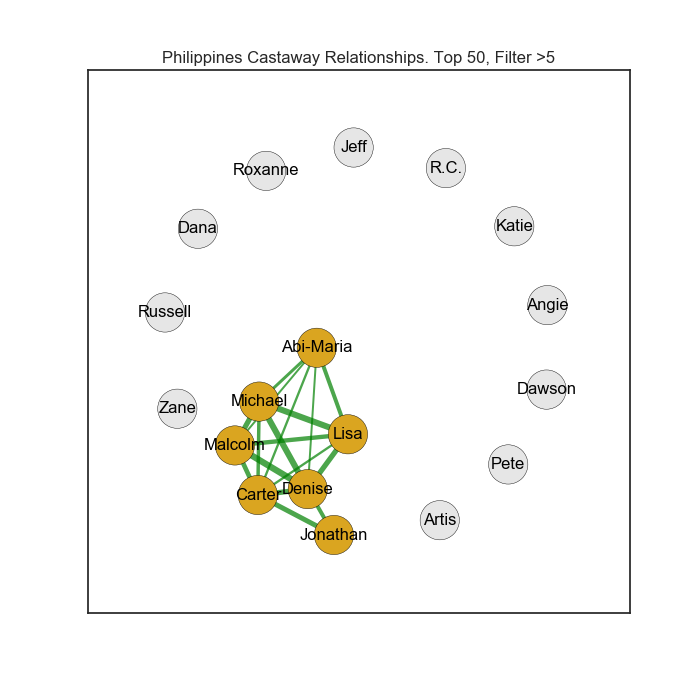 Philippines Castaway Relationships. Top 50, Filter >5
Jeff
R.C.
Roxanne
Katie
Dana
Angie
Russell
Abi-Maria
Dawson
Michael
Zane
Lisa
Malcolm
Pete
Denise
Carter
Artis
Jonathan